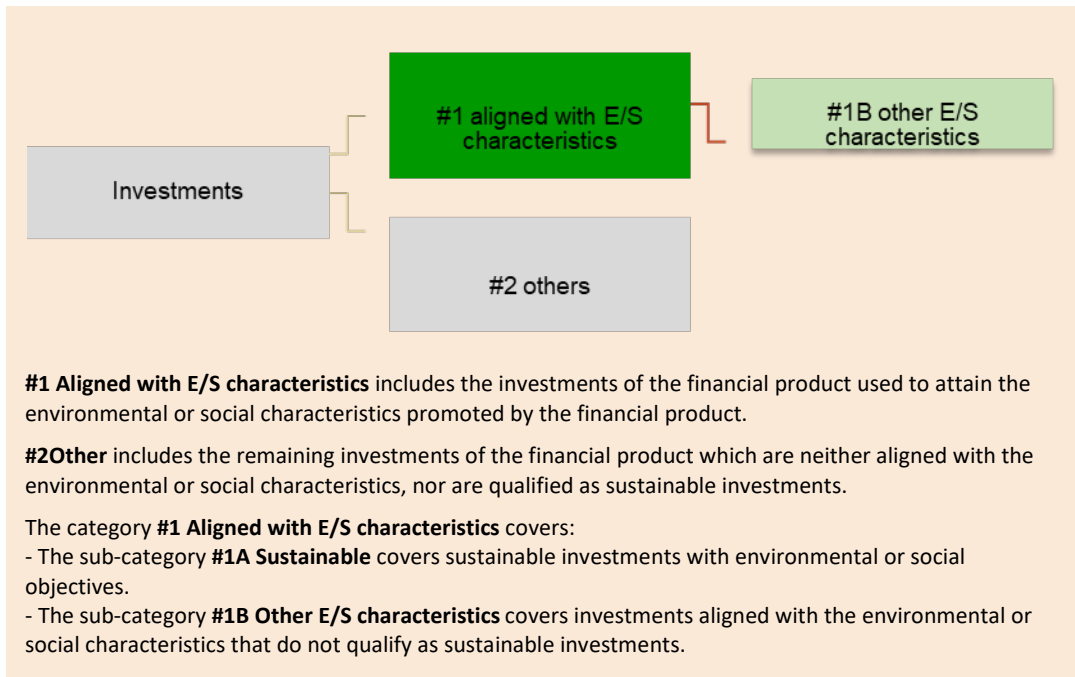 #1 aligned with E/S
characteristics
#1B other E/S
characteristics
Investments
#2 others
#1 Aligned with E/S characteristics includes the investments of the financial product used to attain the
environmental or social characteristics promoted by the financial product.
#2Other includes the remaining investments of the financial product which are neither aligned with the
environmental or social characteristics, nor are qualified as sustainable investments.
The category #1 Aligned with E/S characteristics covers:
- The sub-category #1A Sustainable covers sustainable investments with environmental or social
objectives.
- The sub-category #1B Other E/S characteristics covers investments aligned with the environmental or
social characteristics that do not qualify as sustainable investments.